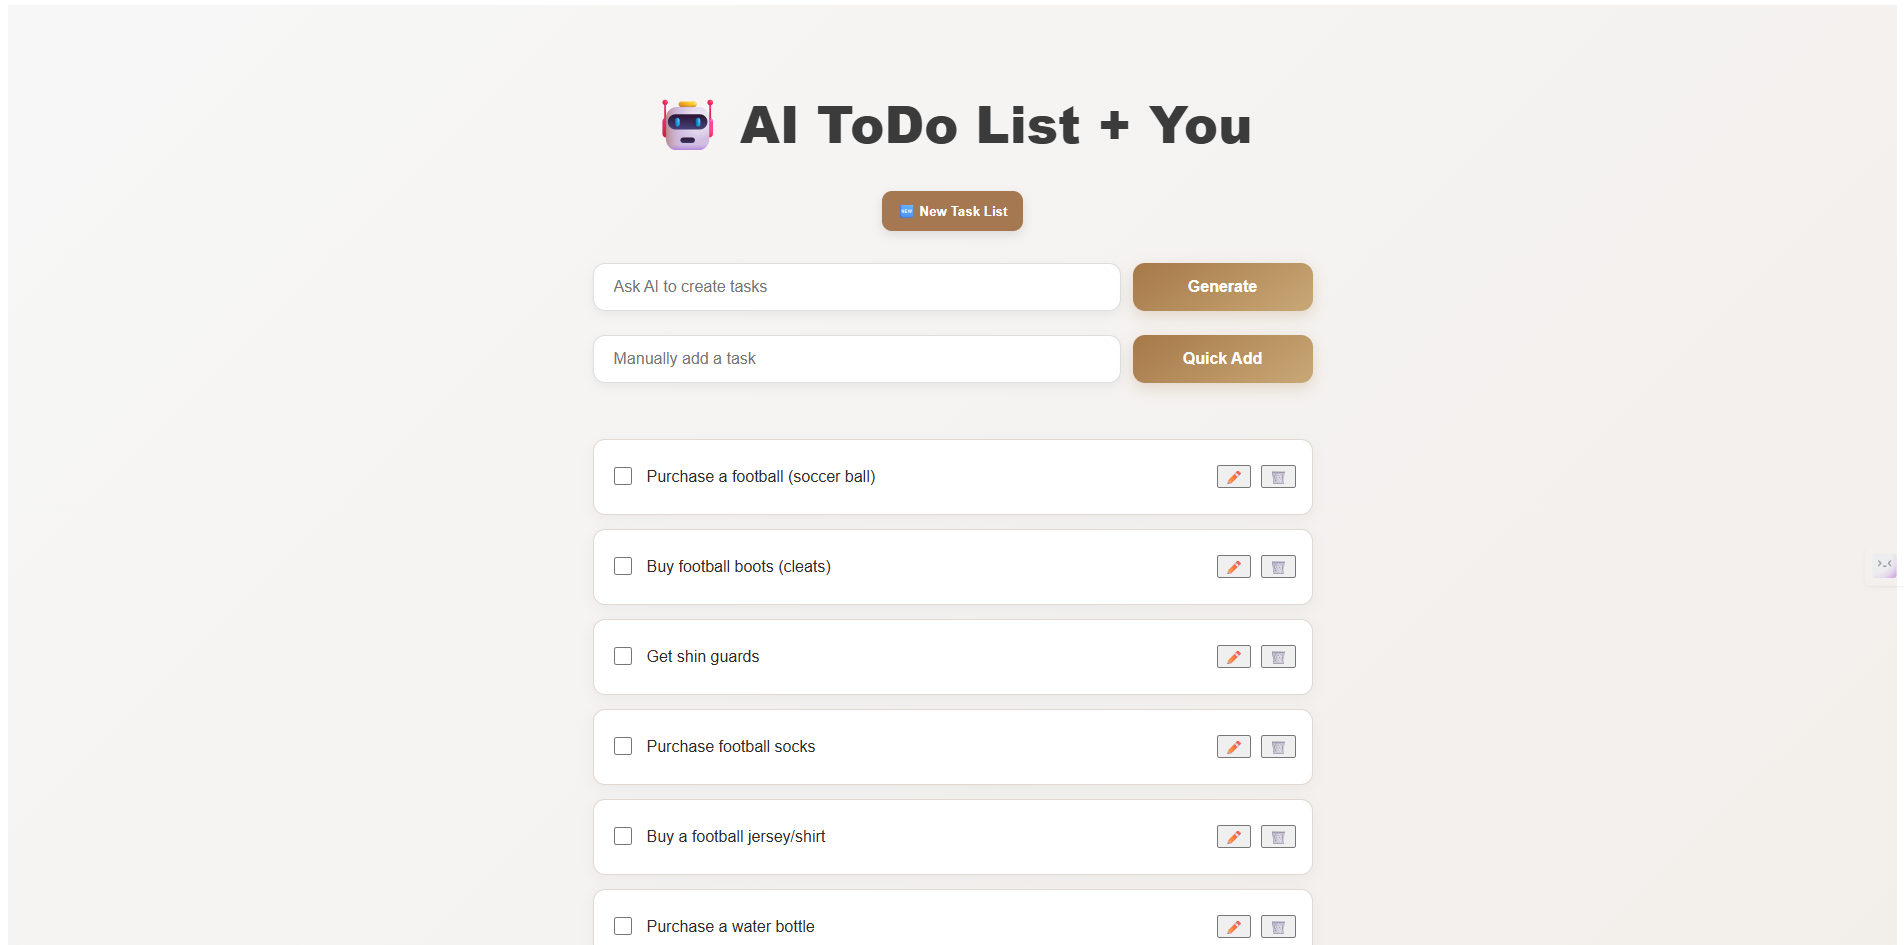 AI ToDo List + You
NEW New Task List
Ask AI to create tasks
Generate
Manually add a task
Quick Add
Purchase a football (soccer ball)
Buy football boots (cleats)
Get shin guards
Purchase football socks
Buy a football jersey/shirt
Purchase a water bottle